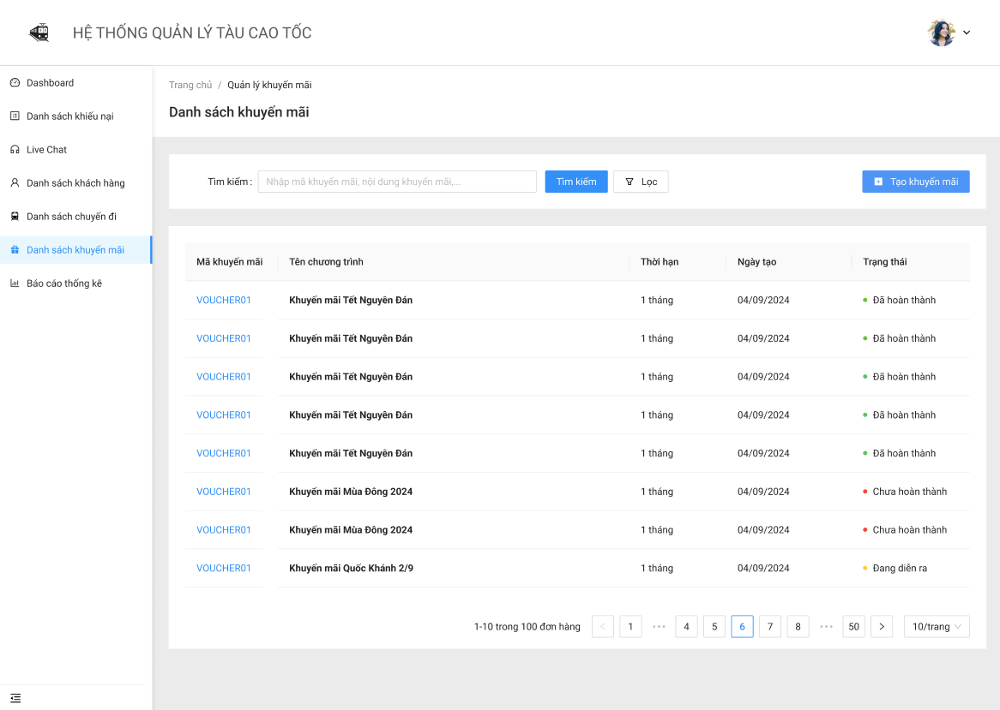 HỆ THỐNG QUẢN LÝ TÀU CAO TỐC
Dashboard
Danh sách khiếu nại
Live Chat
Danh sách khách hàng
Danh sách chuyến đi
Danh sách khuyến mãi
Báo cáo thống kê
Trang chủ / Quản lý khuyến mãi
Danh sách khuyến mãi
Tìm kiếm : Nhập mã khuyến mãi, nội dung khuyến mãi,... Tìm kiếm Lọc Tạo khuyến mãi
Mã khuyến mãi Tên chương trình Thời hạn Ngày tạo Trạng thái
VOUCHER01 Khuyến mãi Tết Nguyên Đán 1 tháng 04/09/2024 Đã hoàn thành
VOUCHER01 Khuyến mãi Tết Nguyên Đán 1 tháng 04/09/2024 Đã hoàn thành
VOUCHER01 Khuyến mãi Tết Nguyên Đán 1 tháng 04/09/2024 Đã hoàn thành
VOUCHER01 Khuyến mãi Tết Nguyên Đán 1 tháng 04/09/2024 Đã hoàn thành
VOUCHER01 Khuyến mãi Tết Nguyên Đán 1 tháng 04/09/2024 Đã hoàn thành
VOUCHER01 Khuyến mãi Mùa Đông 2024 1 tháng 04/09/2024 Chưa hoàn thành
VOUCHER01 Khuyến mãi Mùa Đông 2024 1 tháng 04/09/2024 Chưa hoàn thành
VOUCHER01 Khuyến mãi Quốc Khánh 2/9 1 tháng 04/09/2024 Đang diễn ra
1-10 trong 100 đơn hàng < 1 ••• 4 5 6 7 8 ••• 50 > 10/trang